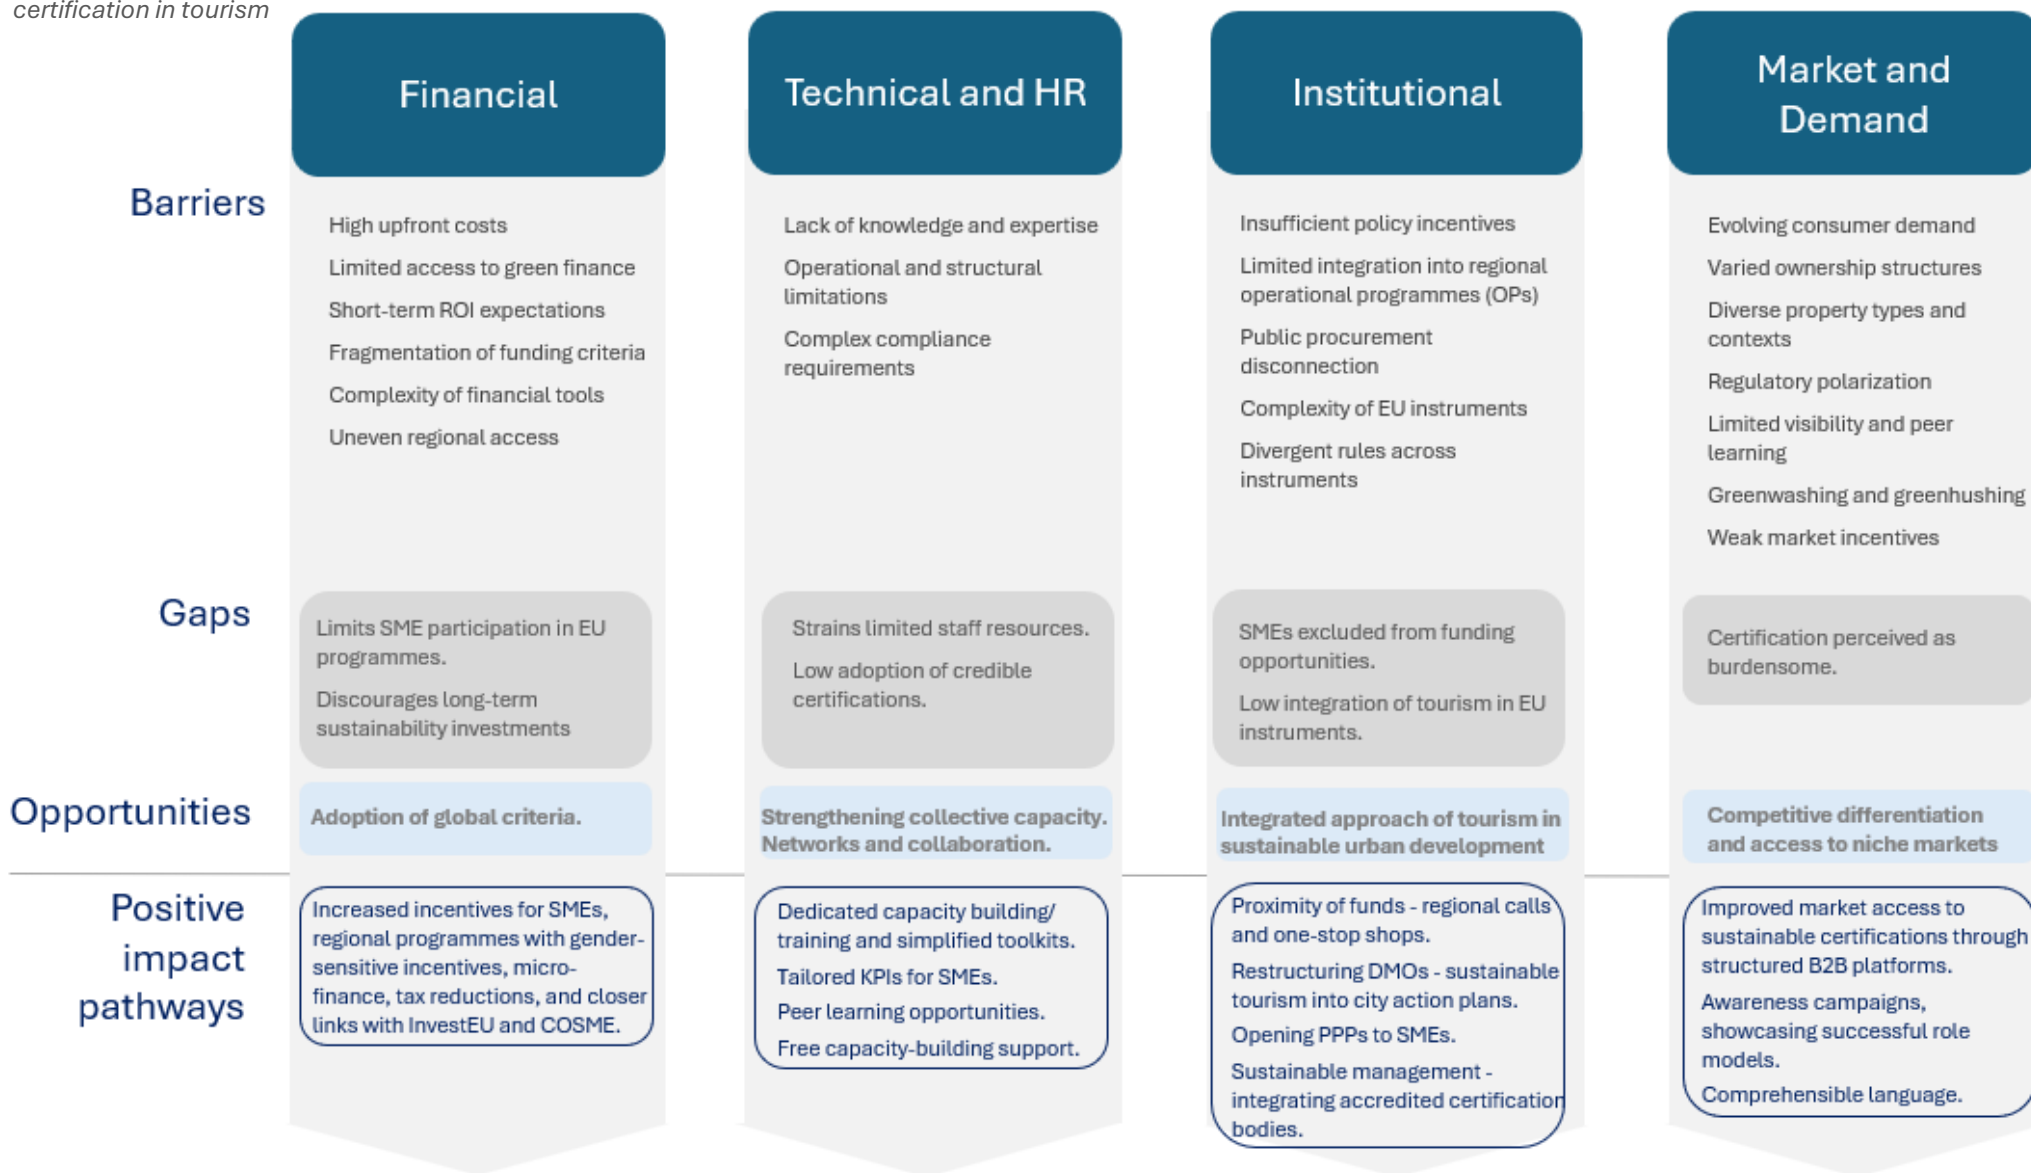 certification in tourism
Financial
Technical and HR
Institutional
Market and
Demand
Barriers
High upfront costs
Limited access to green finance
Short-term ROI expectations
Fragmentation of funding criteria
Complexity of financial tools
Uneven regional access
Lack of knowledge and expertise
Operational and structural
limitations
Complex compliance
requirements
Insufficient policy incentives
Limited integration into regional
operational programmes (OPs)
Public procurement
disconnection
Complexity of EU instruments
Divergent rules across
instruments
Evolving consumer demand
Varied ownership structures
Diverse property types and
contexts
Regulatory polarization
Limited visibility and peer
learning
Greenwashing and greenhushing
Weak market incentives
Gaps
Limits SME participation in EU
programmes.
Discourages long-term
sustainability investments
Strains limited staff resources.
Low adoption of credible
certifications.
SMEs excluded from funding
opportunities.
Low integration of tourism in EU
instruments.
Certification perceived as
burdensome.
Opportunities
Adoption of global criteria.
Strengthening collective capacity.
Networks and collaboration.
Integrated approach of tourism in
sustainable urban development
Competitive differentiation
and access to niche markets
Positive
impact
pathways
Increased incentives for SMEs,
regional programmes with gender-
sensitive incentives, micro-
finance, tax reductions, and closer
links with InvestEU and COSME.
Dedicated capacity building/
training and simplified toolkits.
Tailored KPIs for SMEs.
Peer learning opportunities.
Free capacity-building support.
Proximity of funds - regional calls
and one-stop shops.
Restructuring DMOs - sustainable
tourism into city action plans.
Opening PPPs to SMEs.
Sustainable management -
integrating accredited certification
bodies.
Improved market access to
sustainable certifications through
structured B2B platforms.
Awareness campaigns,
showcasing successful role
models.
Comprehensible language.